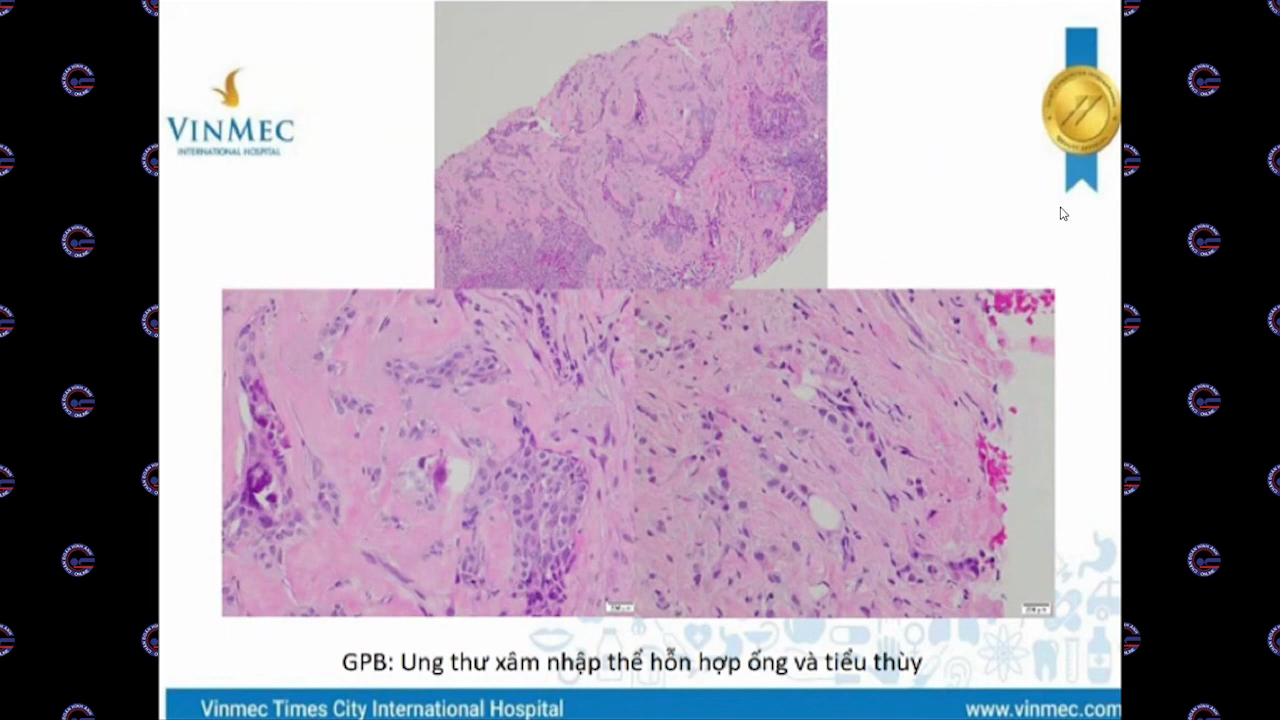 VINMEC
INTERNATIONAL HOSPITAL
GPB: Ung thư xâm nhập thể hỗn hợp ống và tiểu thùy
Vinmec Times City International Hospital
www.vinmec.com